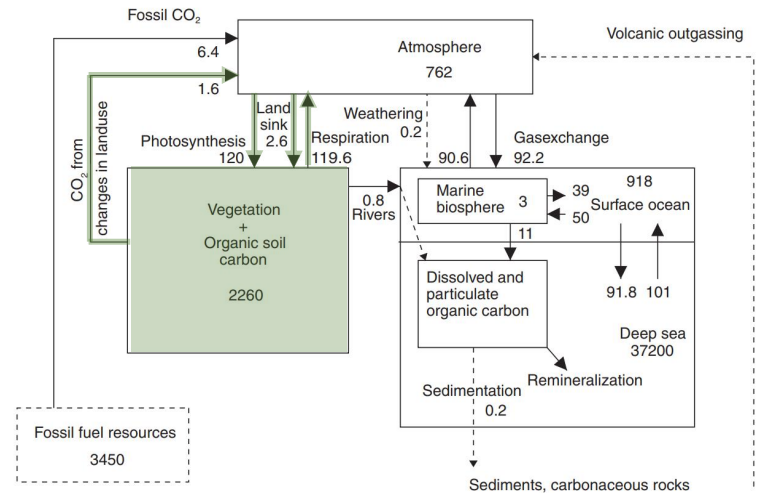 Fossil CO₂
Volcanic outgassing
Atmosphere
762
6.4
1.6
Land
sink
2.6
Weathering
0.2
Photosynthesis
120
Respiration
119.6
Gasexchange
90.6
92.2
CO₂ from
changes in landuse
Vegetation
+
Organic soil
carbon
2260
0.8
Rivers
Marine
biosphere
3
39
50
918
Surface ocean
11
Dissolved and
particulate
organic carbon
91.8
101
Deep sea
37200
Remineralization
Sedimentation
0.2
Fossil fuel resources
3450
Sediments, carbonaceous rocks